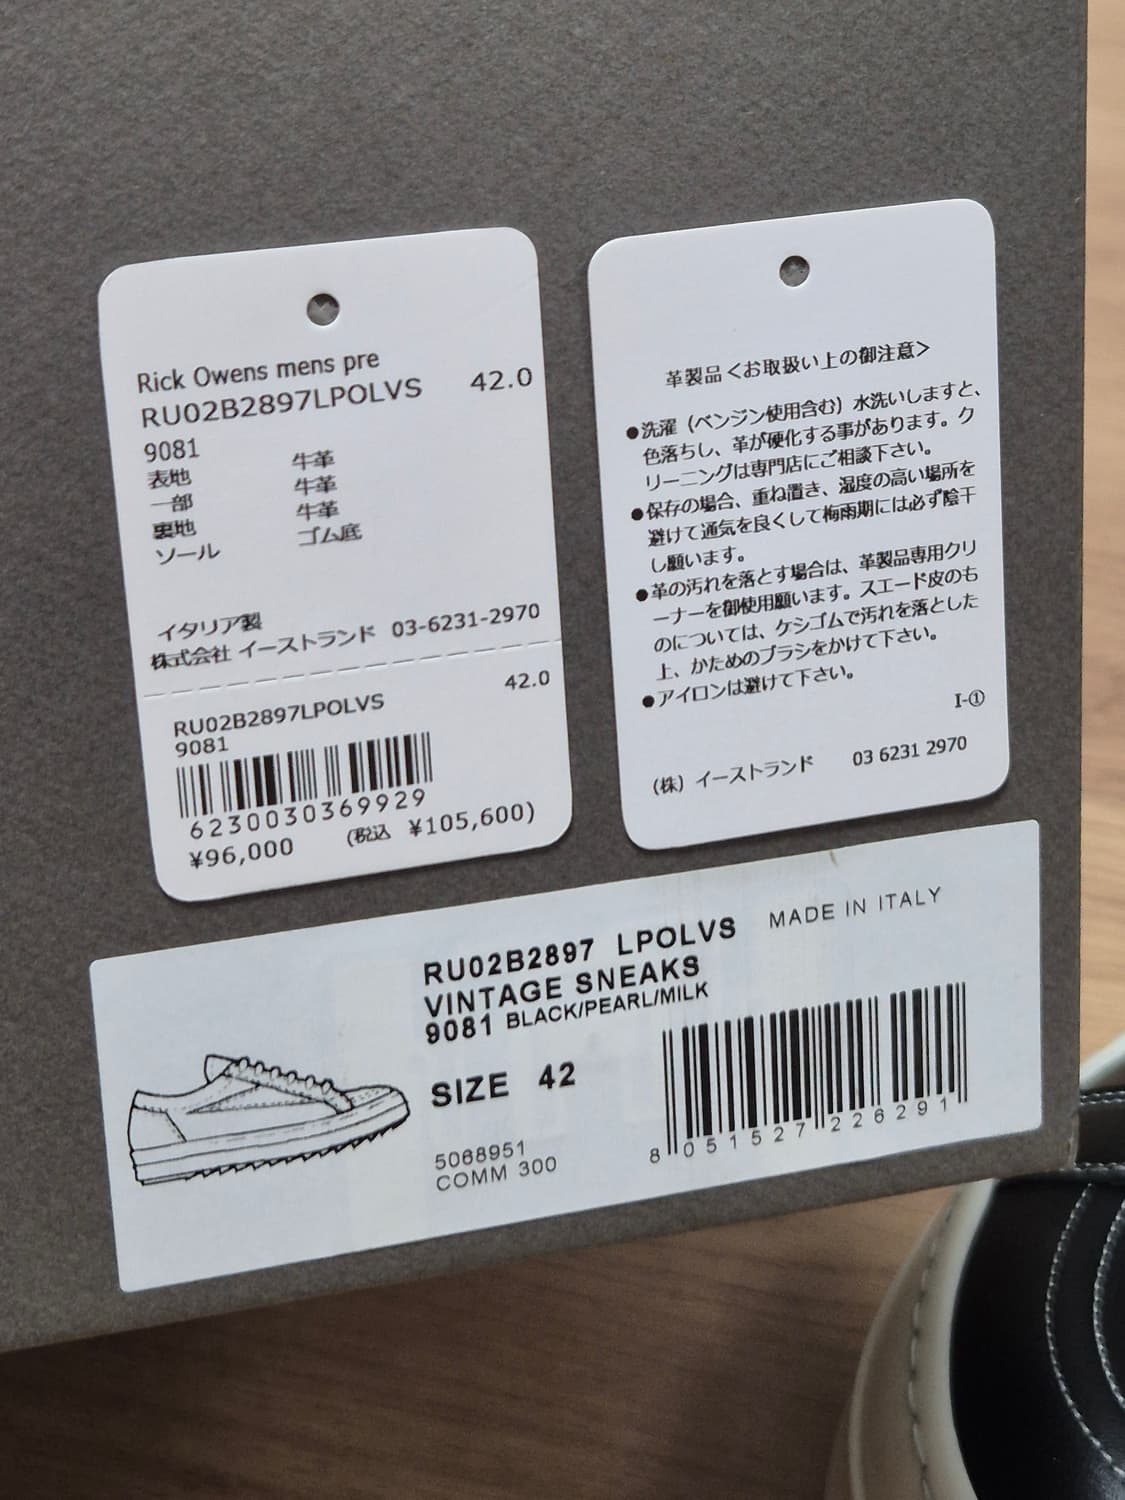 Rick Owens mens pre
RU02B2897LPOLVS 42.0
9081
表地 牛革
一部 牛革
裏地 牛革
ソール ゴム底
イタリア製
株式会社 イーストランド 03-6231-2970
RU02B2897LPOLVS 42.0
9081
6230030369929
¥96,000 (税込 ¥105,600)
革製品<お取扱い上の御注意>
●洗濯（ベンジン使用含む）水洗いしますと、
色落ちし、革が硬化する事があります。ク
リーニングは専門店にご相談下さい。
●保存の場合、重ね置き、湿度の高い場所を
避けて通気を良くして梅雨期には必ず陰干
し願います。
●革の汚れを落とす場合は、革製品専用クリ
ーナーを御使用願います。スエード皮のも
のについては、ケシゴムで汚れを落とした
上、かためのブラシをかけて下さい。
●アイロンは避けて下さい。
I-①
（株）イーストランド 03 6231 2970
RU02B2897 LPOLVS MADE IN ITALY
VINTAGE SNEAKS
9081 BLACK/PEARL/MILK
SIZE 42
5068951
COMM 300
8 051527 226291